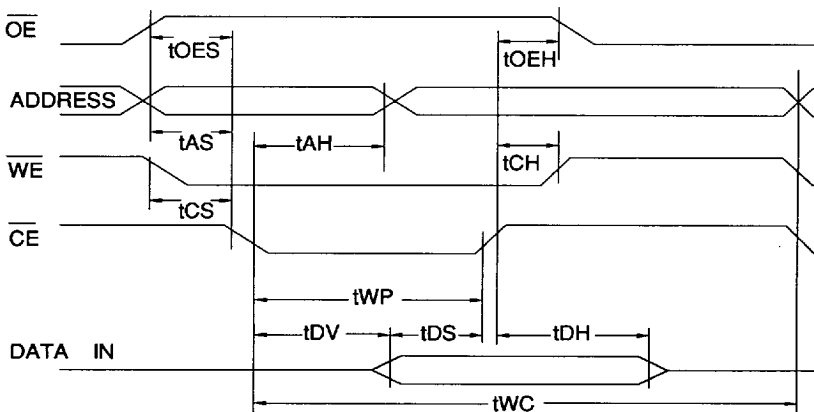 OE
tOES
tOEH
ADDRESS
tAS
tAH
tCH
WE
tCS
CE
tWP
tDV
tDS
tDH
DATA IN
tWC